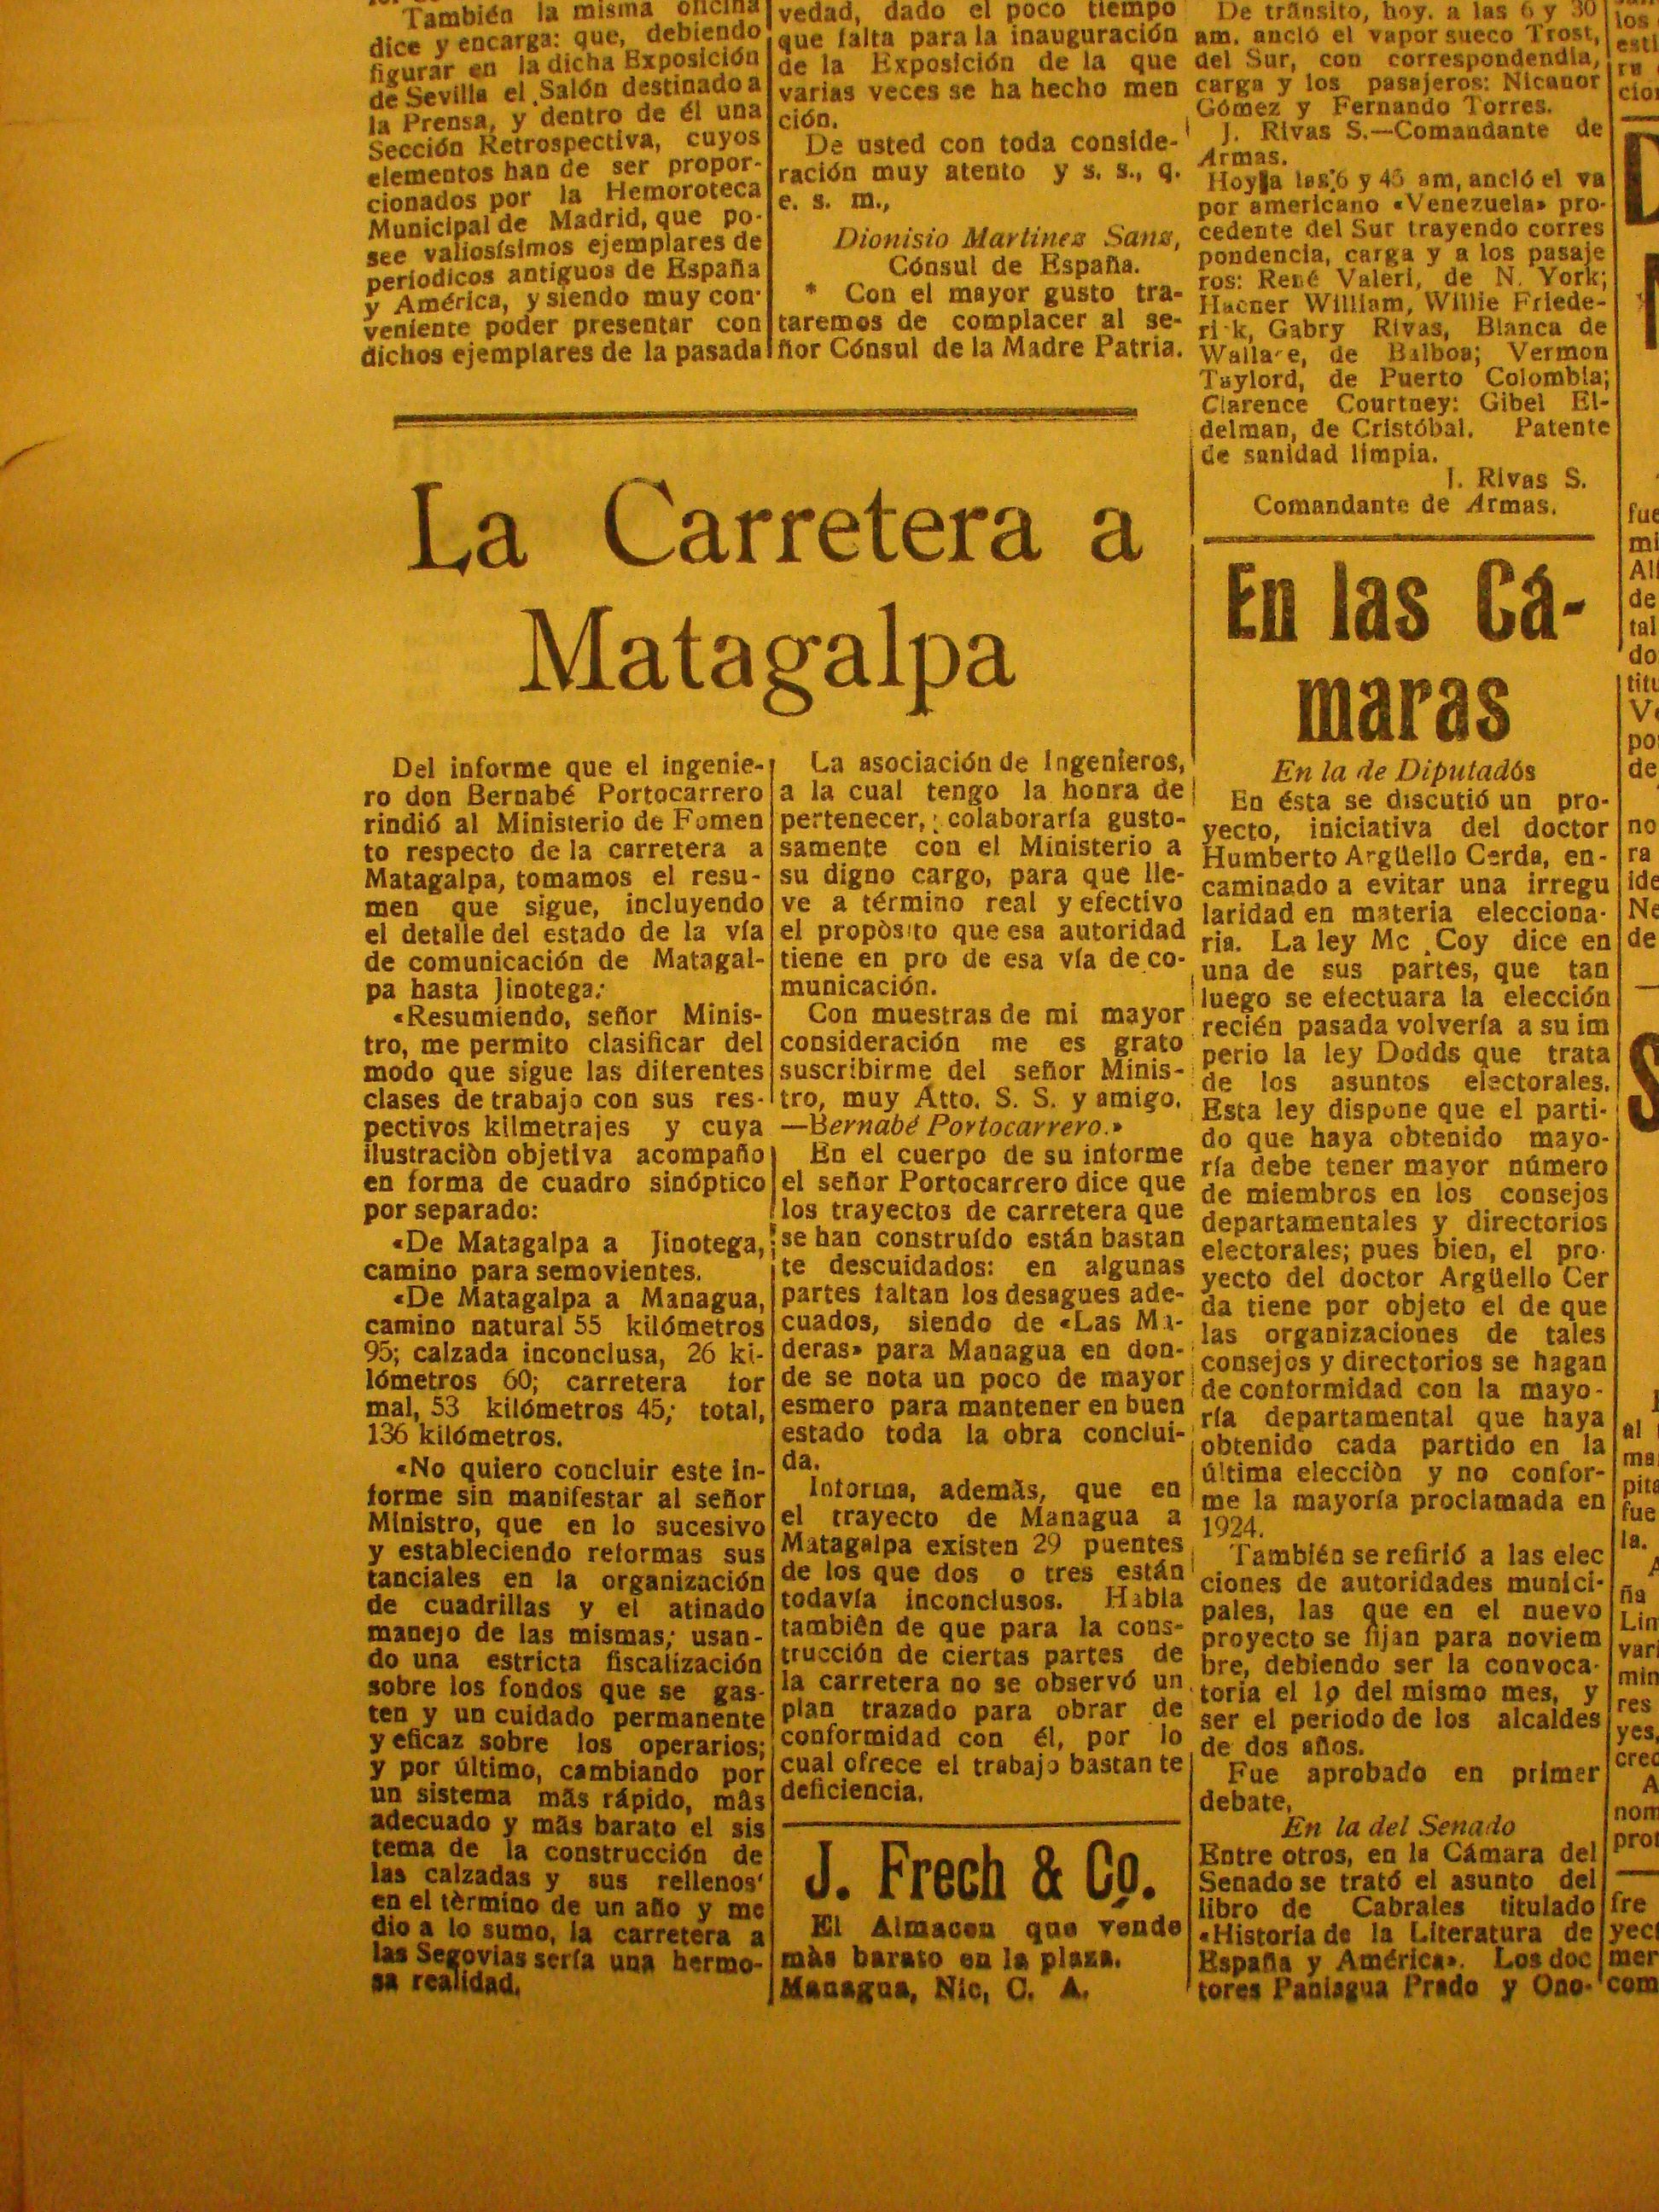 También la misma oficina
dice y encarga: que, debiendo
figurar en la dicha Exposición
de Sevilla el Salón destinado a
la Prensa, y dentro de él una
Sección Retrospectiva, cuyos
elementos han de ser propor-
cionados por la Hemoroteca
Municipal de Madrid, que po-
see valiosísimos ejemplares de
períodicos antiguos de España
y América, y siendo muy con-
veniente poder presentar con
dichos ejemplares de la pasada
vedad, dado el poco tiempo
que falta para la inauguración
de la Exposición de la que
varias veces se ha hecho men
ción.
De usted con toda conside-
ración muy atento y s. s., q.
e. s. m.,
Dionisio Martinez Sanz,
Cónsul de España.
* Con el mayor gusto tra-
taremos de complacer al se-
ñor Cónsul de la Madre Patria.
La Carretera a
Matagalpa
Del informe que el ingenie-
ro don Bernabé Portocarrero
rindió al Ministerio de Fomen
to respecto de la carretera a
Matagalpa, tomamos el resu-
men que sigue, incluyendo
el detalle del estado de la vía
de comunicación de Matagal-
pa hasta Jinotega:
«Resumiendo, señor Minis-
tro, me permito clasificar del
modo que sigue las diferentes
clases de trabajo con sus res-
pectivos kilmetrajes y cuya
ilustraciòn objetiva acompaño
en forma de cuadro sinóptico
por separado:
«De Matagalpa a Jinotega,
camino para semovientes.
«De Matagalpa a Managua,
camino natural 55 kilómetros
95; calzada inconclusa, 26 ki-
lómetros 60; carretera for
mal, 53 kilómetros 45; total,
136 kilómetros.
«No quiero concluir este in-
forme sin manifestar al señor
Ministro, que en lo sucesivo
y estableciendo reformas sus
tanciales en la organización
de cuadrillas y el atinado
manejo de las mismas; usan-
do una estricta fiscalización
sobre los fondos que se gas-
ten y un cuidado permanente
y eficaz sobre los operarios;
y por último, cambiando por
un sistema más rápido, más
adecuado y más barato el sis
tema de la construcción de
las calzadas y sus rellenos'
en el tèrmino de un año y me
dio a lo sumo, la carretera a
las Segovias sería una hermo-
sa realidad.
La asociación de Ingenieros,
a la cual tengo la honra de
pertenecer, colaboraría gusto-
samente con el Ministerio a
su digno cargo, para que lle-
ve a término real y efectivo
el propòsito que esa autoridad
tiene en pro de esa vía de co-
municación.
Con muestras de mi mayor
consideración me es grato
suscribirme del señor Minis-
tro, muy Atto. S. S. y amigo.
—Bernabé Portocarrero.»
En el cuerpo de su informe
el señor Portocarrero dice que
los trayectos de carretera que
se han construído están bastan
te descuidados: en algunas
partes faltan los desagues ade-
cuados, siendo de «Las Ma-
deras» para Managua en don-
de se nota un poco de mayor
esmero para mantener en buen
estado toda la obra conclui-
da.
Informa, además, que en
el trayecto de Managua a
Matagalpa existen 29 puentes
de los que dos o tres están
todavía inconclusos. Habla
también de que para la cons-
trucción de ciertas partes de
la carretera no se observó un
plan trazado para obrar de
conformidad con él, por lo
cual ofrece el trabajo bastante
deficiencia.
J. Frech & Co.
El Almacen que vende
màs barato en la plaza.
Managua, Nic, C. A.
De tránsito, hoy. a las 6 y 30
am. ancló el vapor sueco Trost,
del Sur, con correspondendia,
carga y los pasajeros: Nicanor
Gómez y Fernando Torres.
J. Rivas S.—Comandante de
Armas.
Hoy a las 6 y 45 am, ancló el va
por americano «Venezuela» pro-
cedente del Sur trayendo corres
pondencia, carga y a los pasaje
ros: René Valeri, de N. York;
Hacner William, Willie Friede-
ri k, Gabry Rivas, Blanca de
Wallace, de Balboa; Vermon
Taylord, de Puerto Colombia;
Clarence Courtney: Gibel El-
delman, de Cristóbal. Patente
de sanidad limpia.
J. Rivas S.
Comandante de Armas.
En las Cá-
maras
En la de Diputadós
En ésta se discutió un pro-
yecto, iniciativa del doctor
Humberto Argüello Cerda, en-
caminado a evitar una irregu
laridad en materia elecciona-
ria. La ley Mc Coy dice en
una de sus partes, que tan
luego se efectuara la elección
recién pasada volvería a su im
perio la ley Dodds que trata
de los asuntos electorales.
Esta ley dispone que el parti-
do que haya obtenido mayo-
ría debe tener mayor número
de miembros en los consejos
departamentales y directorios
electorales; pues bien, el pro-
yecto del doctor Argüello Cer
da tiene por objeto el de que
las organizaciones de tales
consejos y directorios se hagan
de conformidad con la mayo-
ría departamental que haya
obtenido cada partido en la
última elecciòn y no confor-
me la mayoría proclamada en
1924.
También se refirió a las elec
ciones de autoridades munici-
pales, las que en el nuevo
proyecto se fijan para noviem
bre, debiendo ser la convoca-
toria el 1o del mismo mes, y
ser el periodo de los alcaldes
de dos años.
Fue aprobado en primer
debate.
En la del Senado
Entre otros, en la Cámara del
Senado se trató el asunto del
libro de Cabrales titulado
«Historia de la Literatura de
España y América». Los doc
tores Paniagua Prado y Ono-